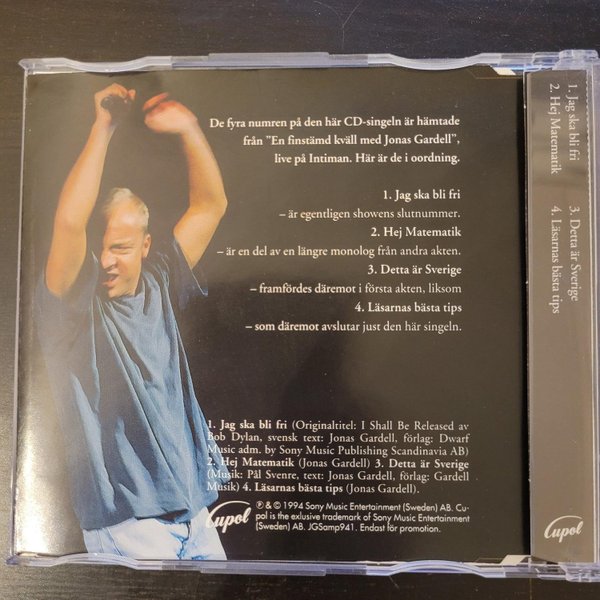 De fyra numren på den här CD-singeln är hämtade
från "En finstämd kväll med Jonas Gardell",
live på Intiman. Här är de i oordning.
1. Jag ska bli fri
– är egentligen showens slutnummer.
2. Hej Matematik
– är en del av en längre monolog från andra akten.
3. Detta är Sverige
– framfördes däremot i första akten, liksom
4. Läsarnas bästa tips
– som däremot avslutar just den här singeln.
1. Jag ska bli fri (Originaltitel: I Shall Be Released av
Bob Dylan, svensk text: Jonas Gardell, förlag: Dwarf
Music adm. by Sony Music Publishing Scandinavia AB)
2. Hej Matematik (Jonas Gardell) 3. Detta är Sverige
(Musik: Pål Svenre, text: Jonas Gardell, förlag: Gardell
Musik) 4. Läsarnas bästa tips (Jonas Gardell).
Cupol
℗ & © 1994 Sony Music Entertainment (Sweden) AB. Cu-
pol is the exlusive trademark of Sony Music Entertainment
(Sweden) AB. JGSamp941. Endast för promotion.
1. Jag ska bli fri
2. Hej Matematik
3. Detta är Sverige
4. Läsarnas bästa tips
Cupol